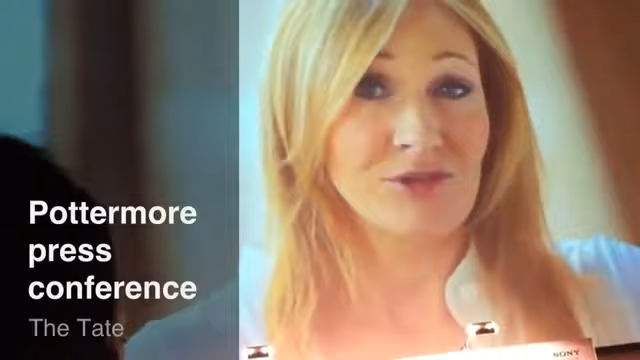 Pottermore
press
conference
The Tate
SONY